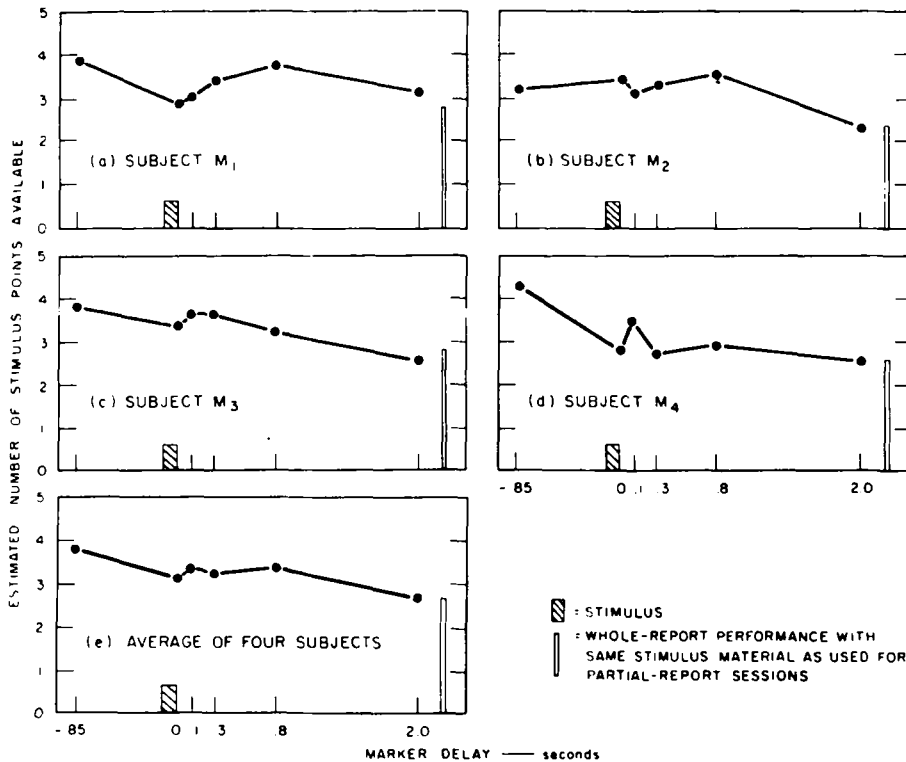 ESTIMATED NUMBER OF STIMULUS POINTS AVAILABLE
5
4
3
2
1
0
(a) SUBJECT M1
(b) SUBJECT M2
5
4
3
2
1
0
(c) SUBJECT M3
(d) SUBJECT M4
-.85 0 .1 .3 .8 2.0
5
4
3
2
1
0
(e) AVERAGE OF FOUR SUBJECTS
-.85 0 .1 .3 .8 2.0
MARKER DELAY — seconds
= STIMULUS
= WHOLE-REPORT PERFORMANCE WITH
SAME STIMULUS MATERIAL AS USED FOR
PARTIAL-REPORT SESSIONS